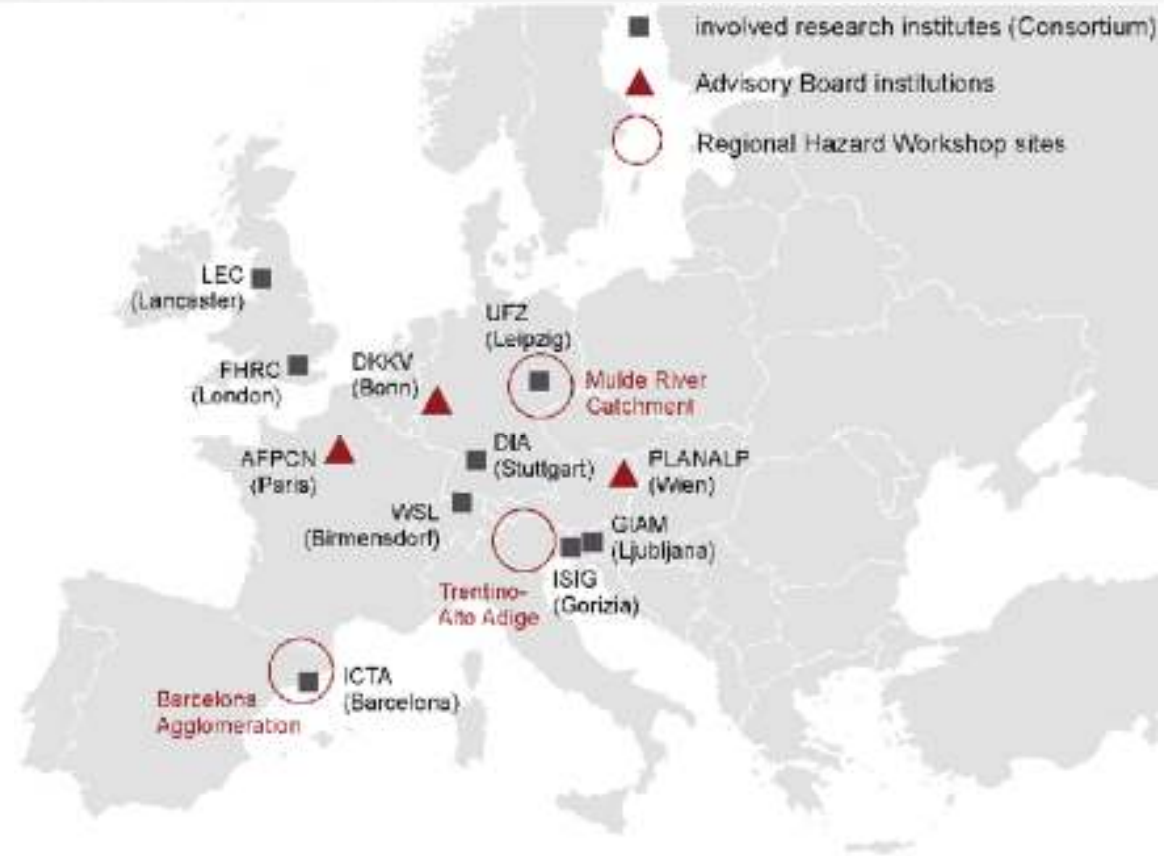 involved research institutes (Consortium)
Advisory Board institutions
Regional Hazard Workshop sites
LEC
(Lancaster)
UFZ
(Leipzig)
FHRC
(London)
DKKV
(Bonn)
Mulde River
Catchment
AFPCN
(Paris)
DIA
(Stuttgart)
PLANALP
(Wien)
WSL
(Birmensdorf)
GIAM
(Ljubljana)
ISIG
(Gorizia)
Trentino-
Alto Adige
ICTA
(Barcelona)
Barcelona
Agglomeration